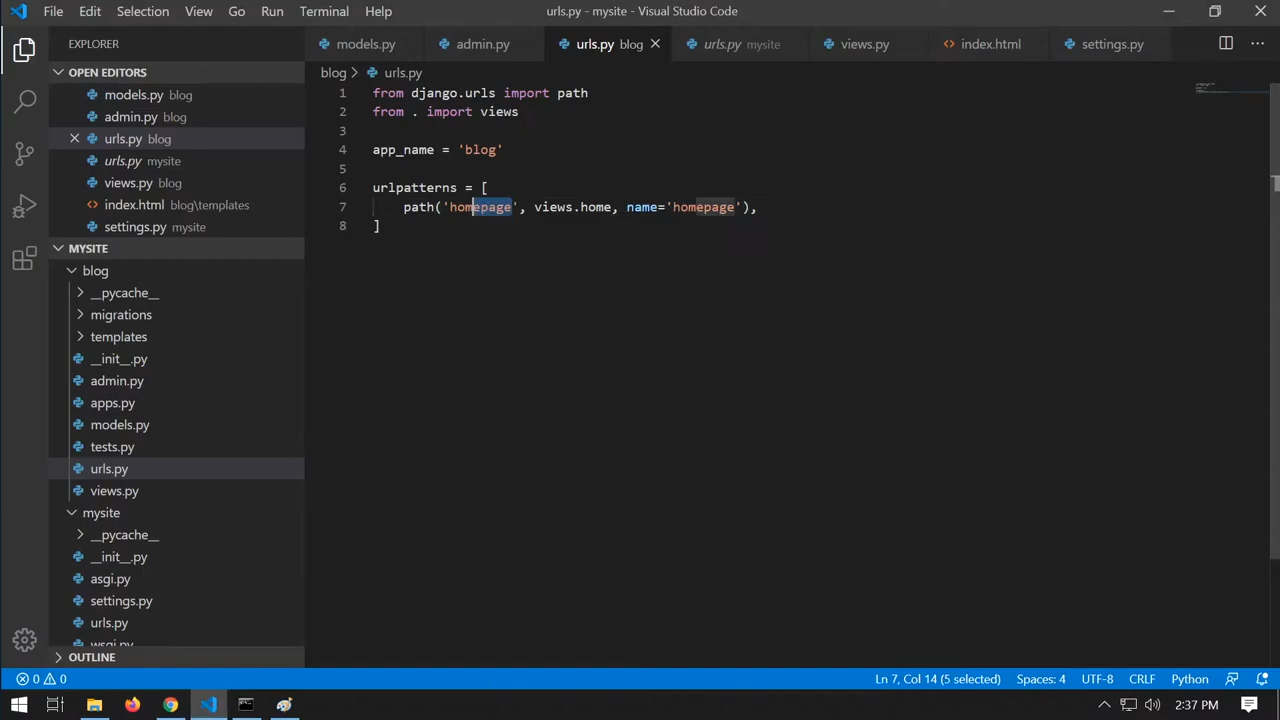 File Edit Selection View Go Run Terminal Help urls.py - mysite - Visual Studio Code
EXPLORER
models.py admin.py urls.py blog urls.py mysite views.py index.html settings.py
OPEN EDITORS
models.py blog
admin.py blog
urls.py blog
urls.py mysite
views.py blog
index.html blog\templates
settings.py mysite
MYSITE
blog
__pycache__
migrations
templates
__init__.py
admin.py
apps.py
models.py
tests.py
urls.py
views.py
mysite
__pycache__
__init__.py
asgi.py
settings.py
urls.py
wsgi.py
OUTLINE
blog urls.py
1 from django.urls import path
2 from . import views
3
4 app_name = 'blog'
5
6 urlpatterns = [
7 path('homepage', views.home, name='homepage'),
8 ]
0 0 Ln 7, Col 14 (5 selected) Spaces: 4 UTF-8 CRLF Python
2:37 PM